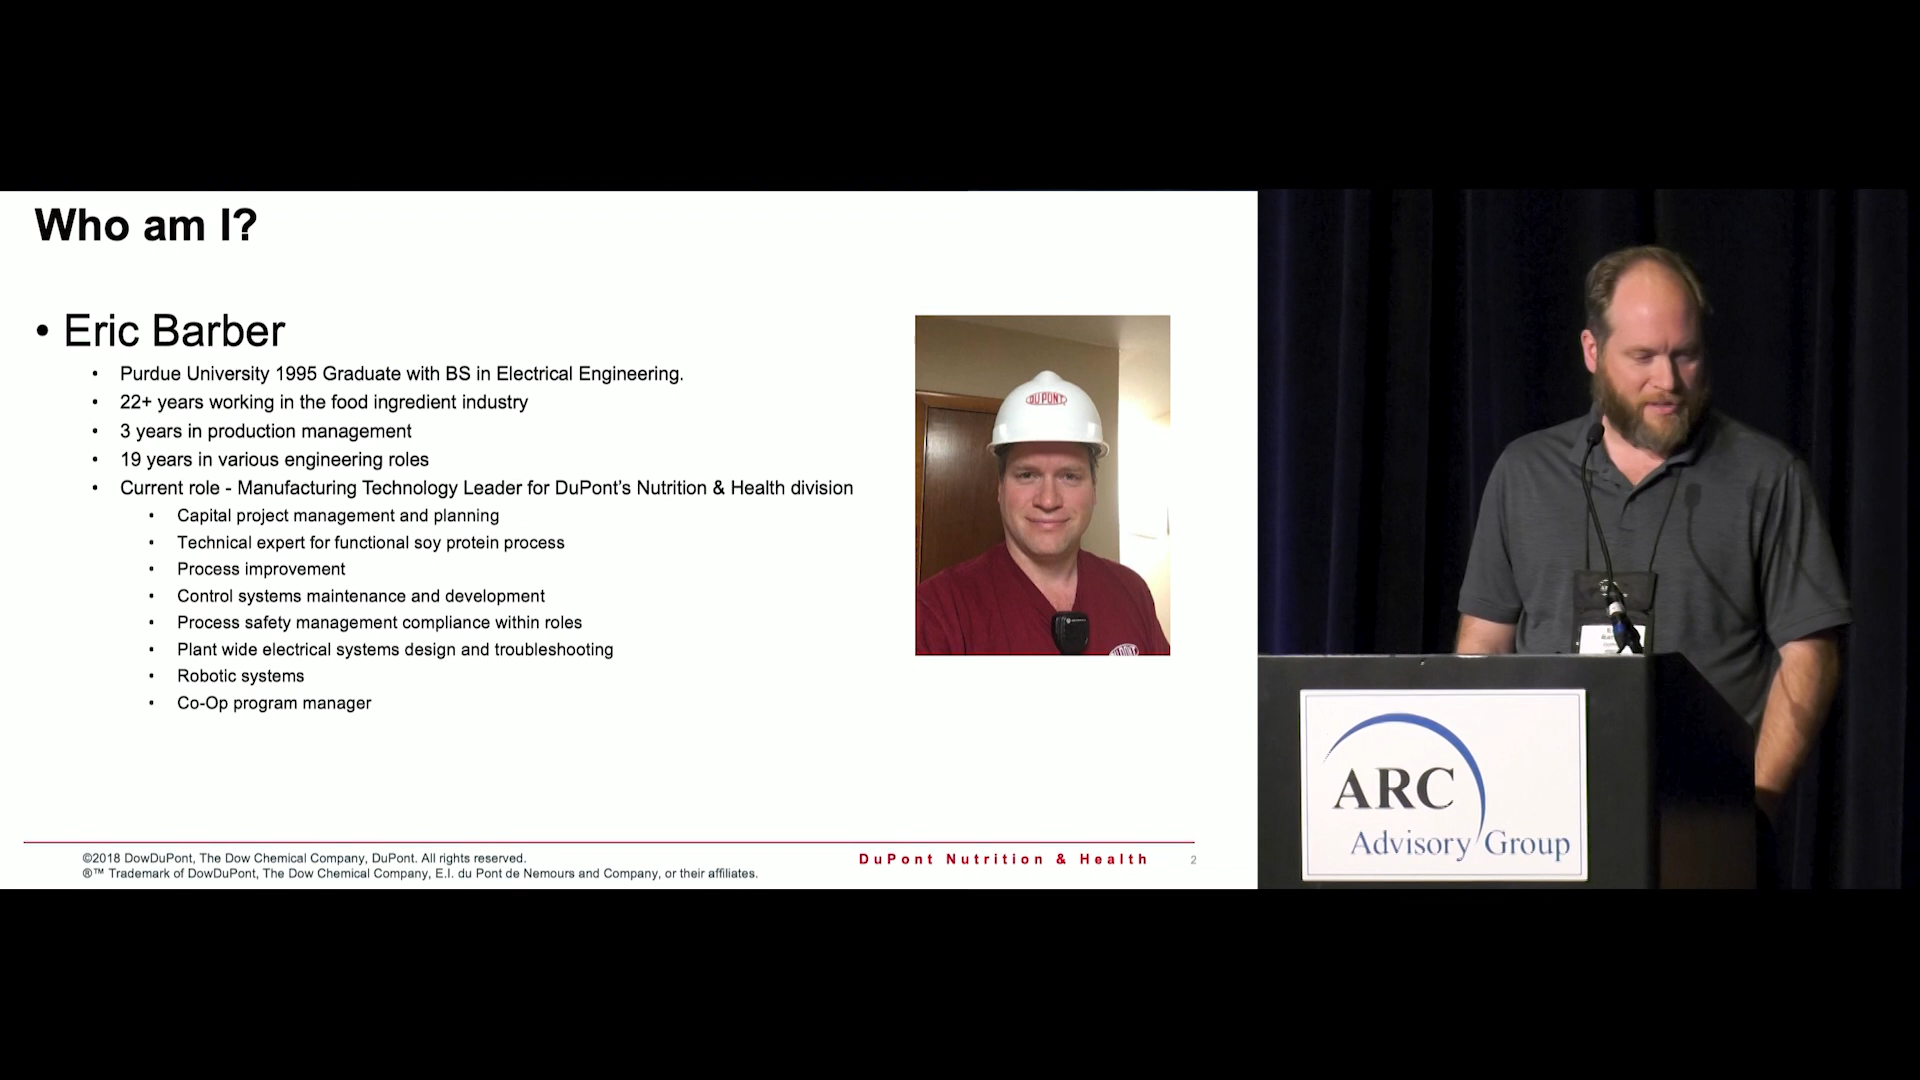 Who am I?
• Eric Barber
• Purdue University 1995 Graduate with BS in Electrical Engineering.
• 22+ years working in the food ingredient industry
• 3 years in production management
• 19 years in various engineering roles
• Current role - Manufacturing Technology Leader for DuPont’s Nutrition & Health division
• Capital project management and planning
• Technical expert for functional soy protein process
• Process improvement
• Control systems maintenance and development
• Process safety management compliance within roles
• Plant wide electrical systems design and troubleshooting
• Robotic systems
• Co-Op program manager
DU PONT
©2018 DowDuPont, The Dow Chemical Company, DuPont. All rights reserved.
®™ Trademark of DowDuPont, The Dow Chemical Company, E.I. du Pont de Nemours and Company, or their affiliates.
DuPont Nutrition & Health 2
ARC
Advisory Group